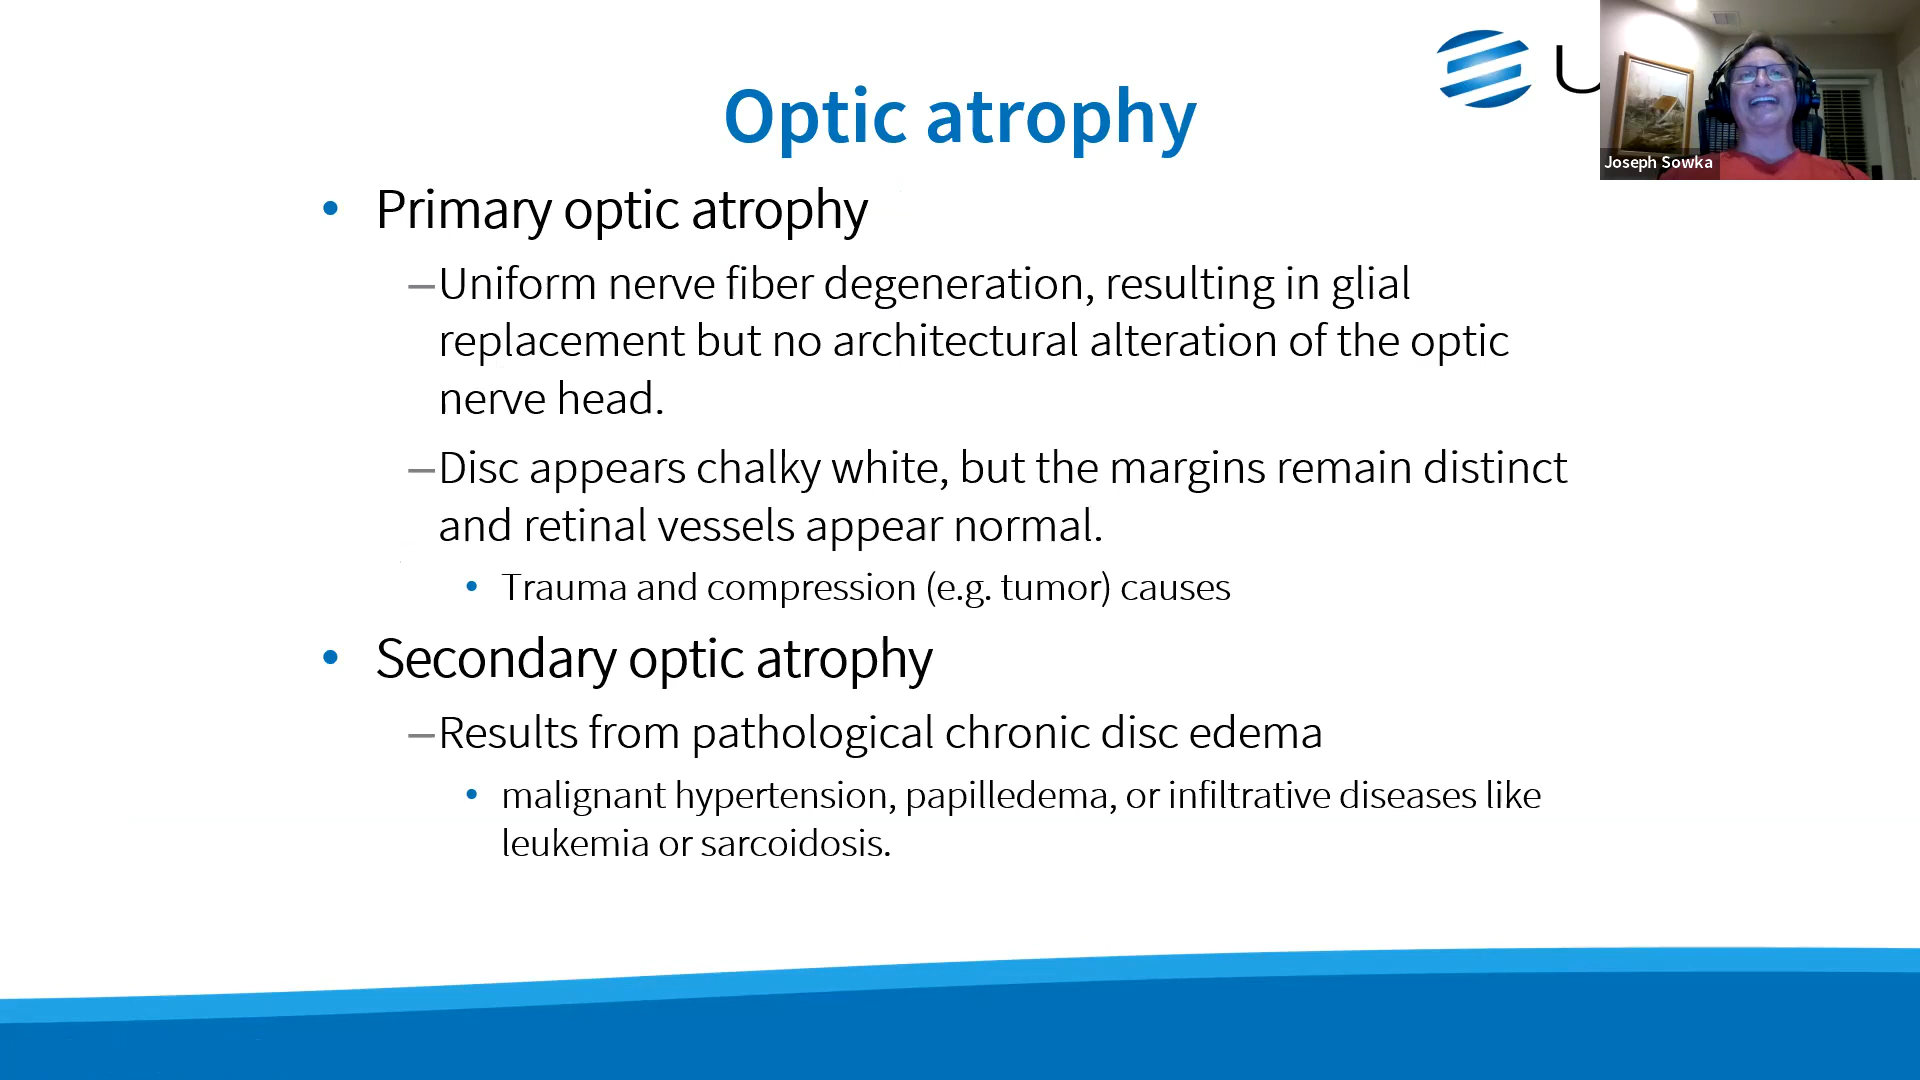 Optic atrophy
U
Joseph Sowka
• Primary optic atrophy
–Uniform nerve fiber degeneration, resulting in glial
replacement but no architectural alteration of the optic
nerve head.
–Disc appears chalky white, but the margins remain distinct
and retinal vessels appear normal.
• Trauma and compression (e.g. tumor) causes
• Secondary optic atrophy
–Results from pathological chronic disc edema
• malignant hypertension, papilledema, or infiltrative diseases like
leukemia or sarcoidosis.